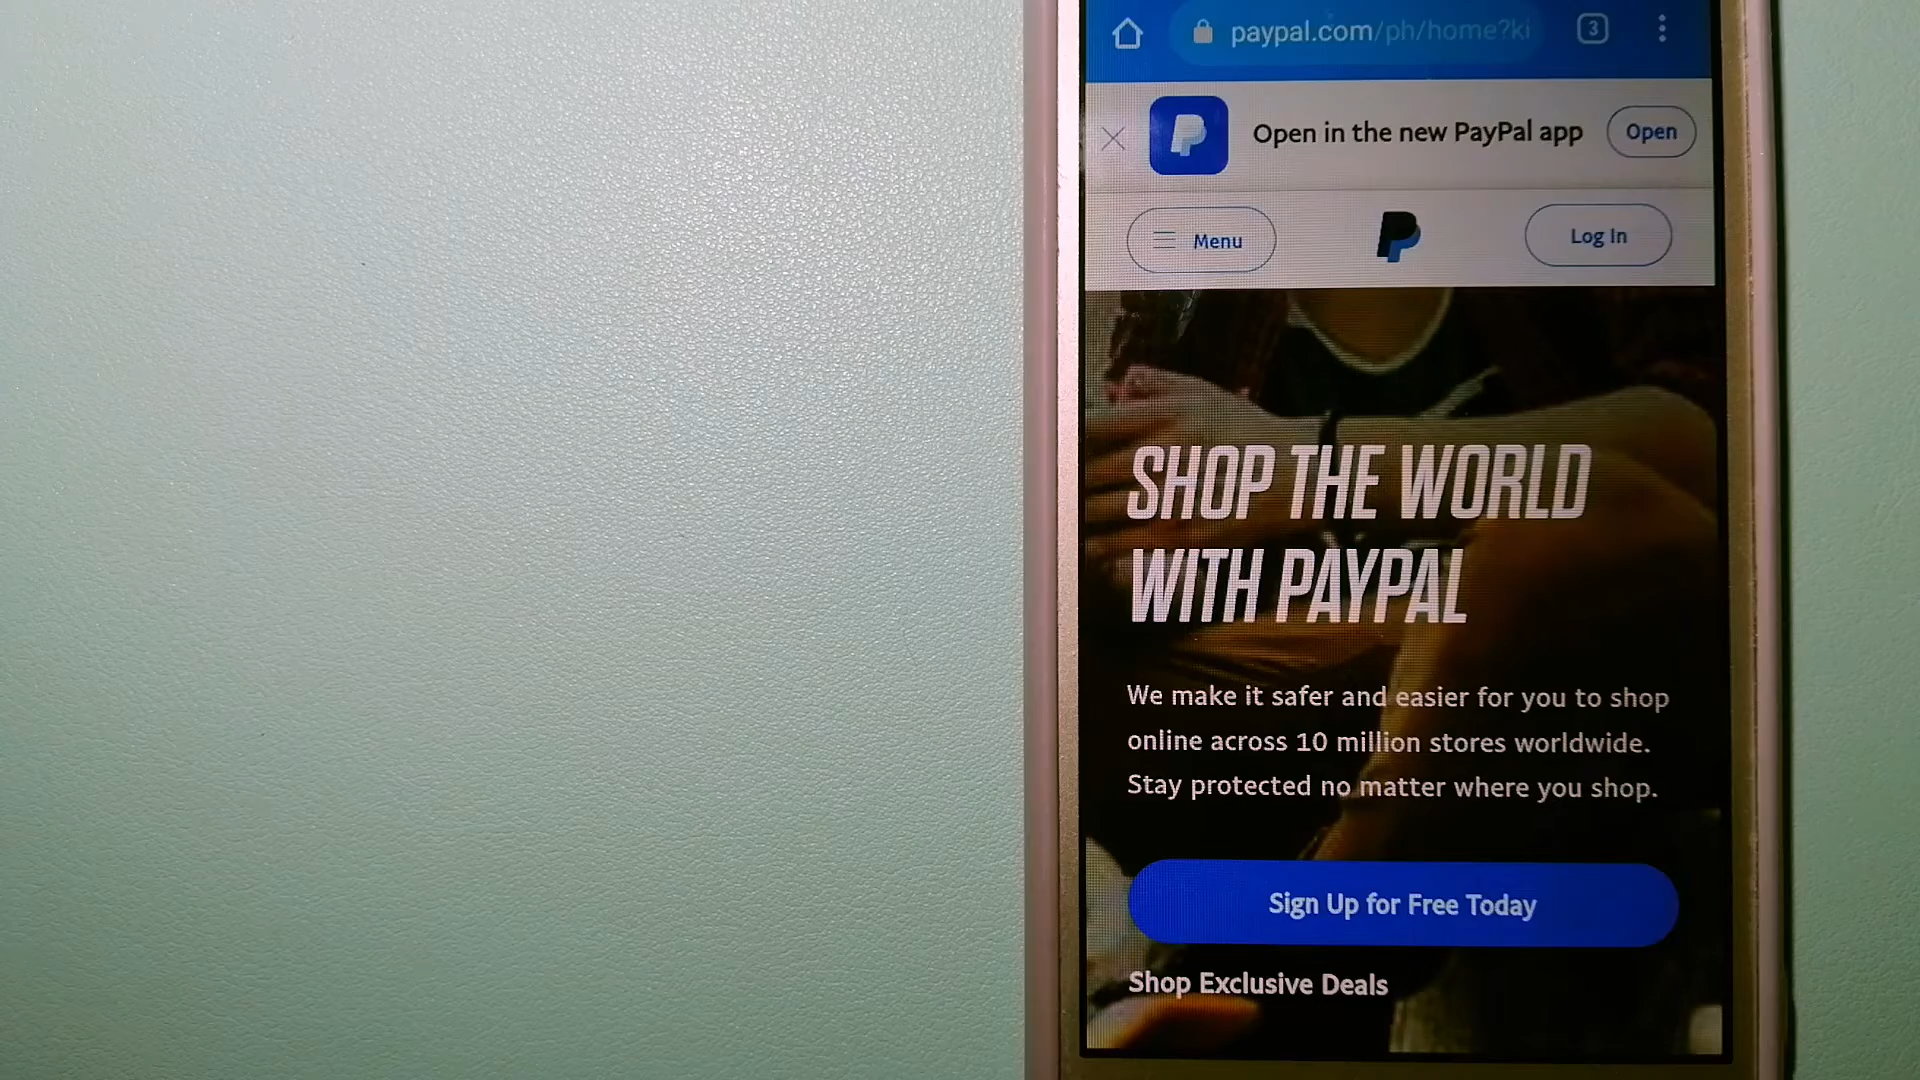 paypal.com/ph/home?ki
3
Open in the new PayPal app
Open
Menu
Log In
SHOP THE WORLD
WITH PAYPAL
We make it safer and easier for you to shop
online across 10 million stores worldwide.
Stay protected no matter where you shop.
Sign Up for Free Today
Shop Exclusive Deals